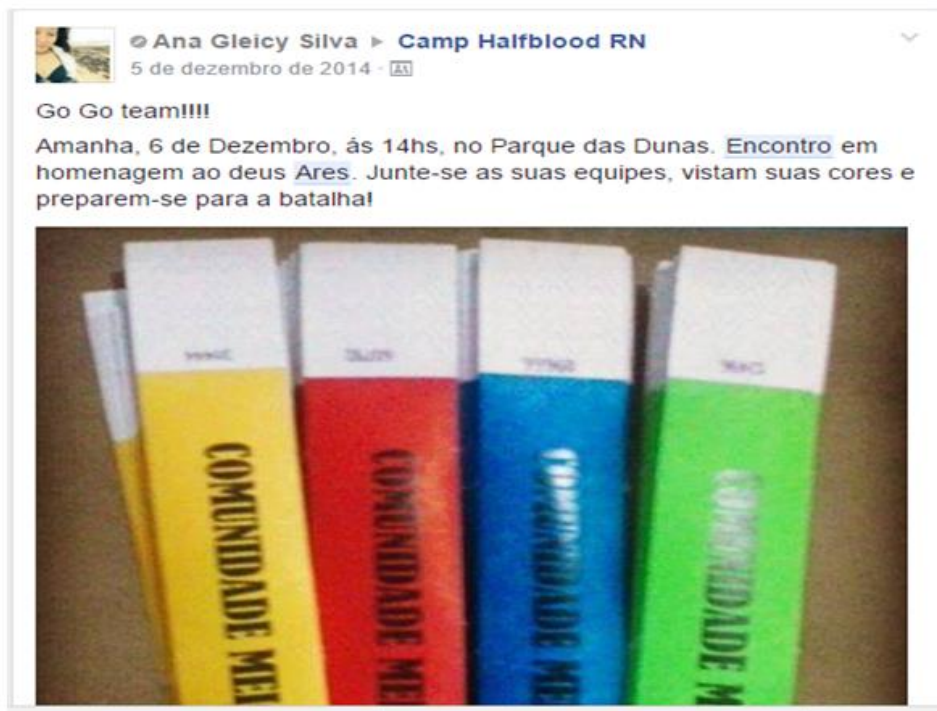 Ana Gleicy Silva ▸ Camp Halfblood RN
5 de dezembro de 2014 ·
Go Go team!!!!
Amanha, 6 de Dezembro, ás 14hs, no Parque das Dunas. Encontro em
homenagem ao deus Ares. Junte-se as suas equipes, vistam suas cores e
preparem-se para a batalha!
COMUNIDADE
COMUNIDADE
COMUNIDADE
COMUNIDADE